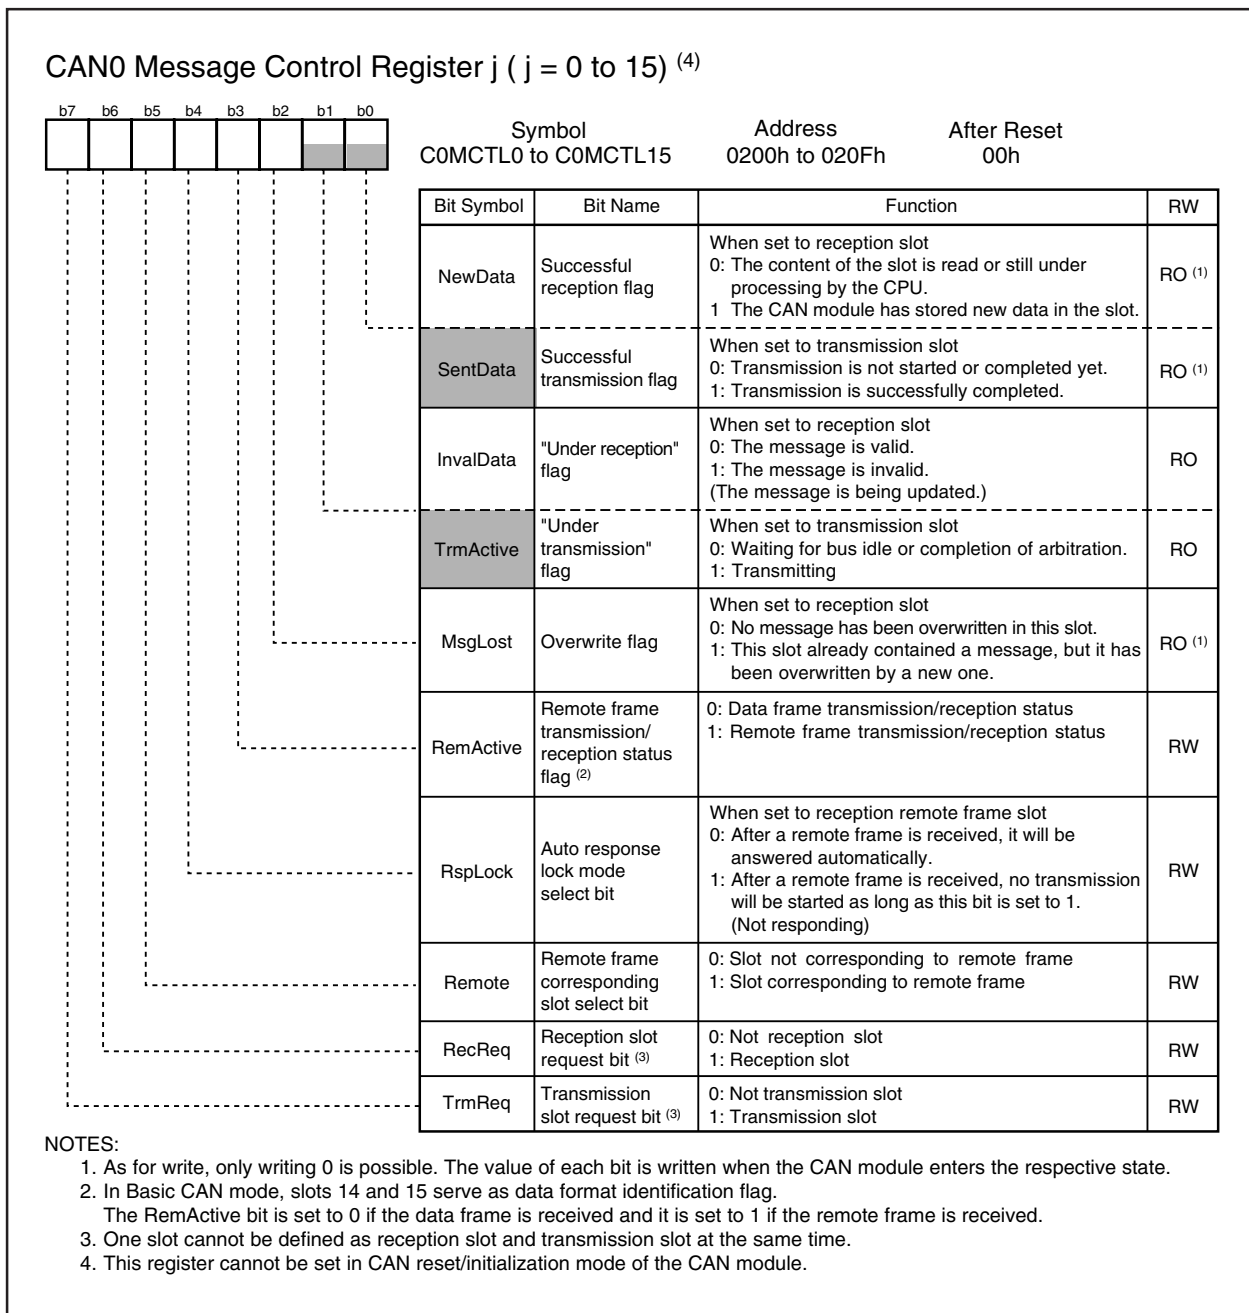 CAN0 Message Control Register j ( j = 0 to 15) (4)
b7 b6 b5 b4 b3 b2 b1 b0
Symbol Address After Reset
C0MCTL0 to C0MCTL15 0200h to 020Fh 00h
Bit Symbol Bit Name Function RW
NewData
Successful
reception flag
When set to reception slot
0: The content of the slot is read or still under
processing by the CPU.
1 The CAN module has stored new data in the slot.
RO (1)
SentData
Successful
transmission flag
When set to transmission slot
0: Transmission is not started or completed yet.
1: Transmission is successfully completed.
RO (1)
InvalData
"Under reception"
flag
When set to reception slot
0: The message is valid.
1: The message is invalid.
(The message is being updated.)
RO
TrmActive
"Under
transmission"
flag
When set to transmission slot
0: Waiting for bus idle or completion of arbitration.
1: Transmitting
RO
MsgLost
Overwrite flag
When set to reception slot
0: No message has been overwritten in this slot.
1: This slot already contained a message, but it has
been overwritten by a new one.
RO (1)
RemActive
Remote frame
transmission/
reception status
flag (2)
0: Data frame transmission/reception status
1: Remote frame transmission/reception status
RW
RspLock
Auto response
lock mode
select bit
When set to reception remote frame slot
0: After a remote frame is received, it will be
answered automatically.
1: After a remote frame is received, no transmission
will be started as long as this bit is set to 1.
(Not responding)
RW
Remote
Remote frame
corresponding
slot select bit
0: Slot not corresponding to remote frame
1: Slot corresponding to remote frame
RW
RecReq
Reception slot
request bit (3)
0: Not reception slot
1: Reception slot
RW
TrmReq
Transmission
slot request bit (3)
0: Not transmission slot
1: Transmission slot
RW
NOTES:
1. As for write, only writing 0 is possible. The value of each bit is written when the CAN module enters the respective state.
2. In Basic CAN mode, slots 14 and 15 serve as data format identification flag.
The RemActive bit is set to 0 if the data frame is received and it is set to 1 if the remote frame is received.
3. One slot cannot be defined as reception slot and transmission slot at the same time.
4. This register cannot be set in CAN reset/initialization mode of the CAN module.